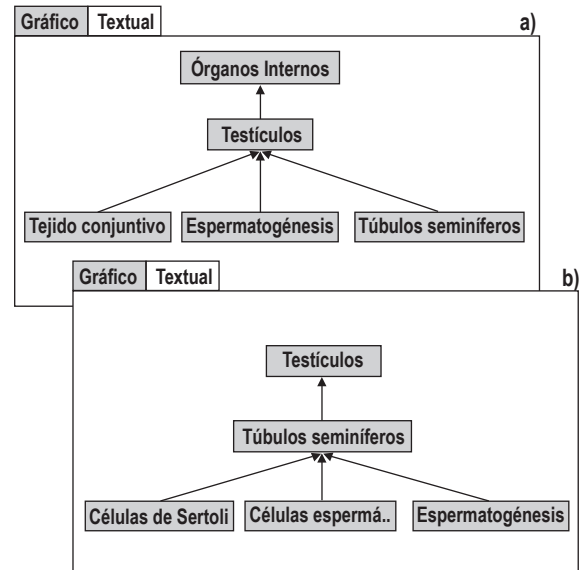 Gráfico Textual a)
Órganos Internos
Testículos
Tejido conjuntivo Espermatogénesis Túbulos seminíferos
Gráfico Textual b)
Testículos
Túbulos seminíferos
Células de Sertoli Células espermá.. Espermatogénesis